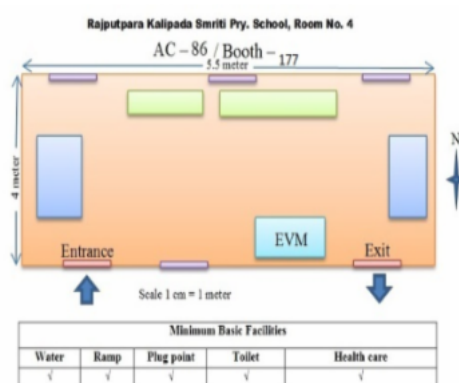 Rajputpara Kalipada Smriti Pry. School, Room No. 4
AC – 86 / Booth – 177
5.5 meter
4 meter
N
EVM
Entrance
Exit
Scale 1 cm = 1 meter
Minimum Basic Facilities
Water Ramp Plug point Toilet Health care
√ √ √ √ √